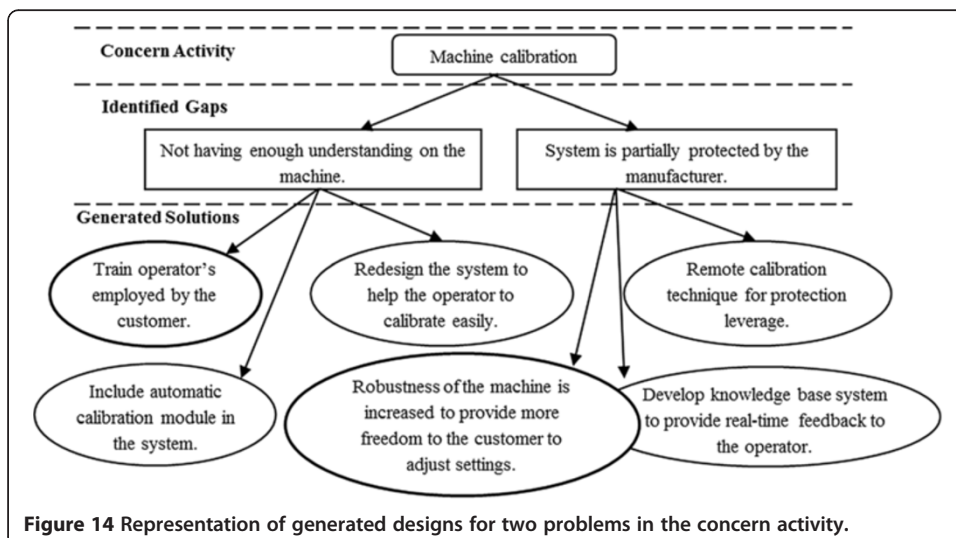 Concern Activity
Machine calibration
Identified Gaps
Not having enough understanding on the
machine.
System is partially protected by the
manufacturer.
Generated Solutions
Train operator's
employed by the
customer.
Redesign the system to
help the operator to
calibrate easily.
Remote calibration
technique for protection
leverage.
Include automatic
calibration module in
the system.
Robustness of the machine is
increased to provide more
freedom to the customer to
adjust settings.
Develop knowledge base system
to provide real-time feedback to
the operator.
Figure 14 Representation of generated designs for two problems in the concern activity.